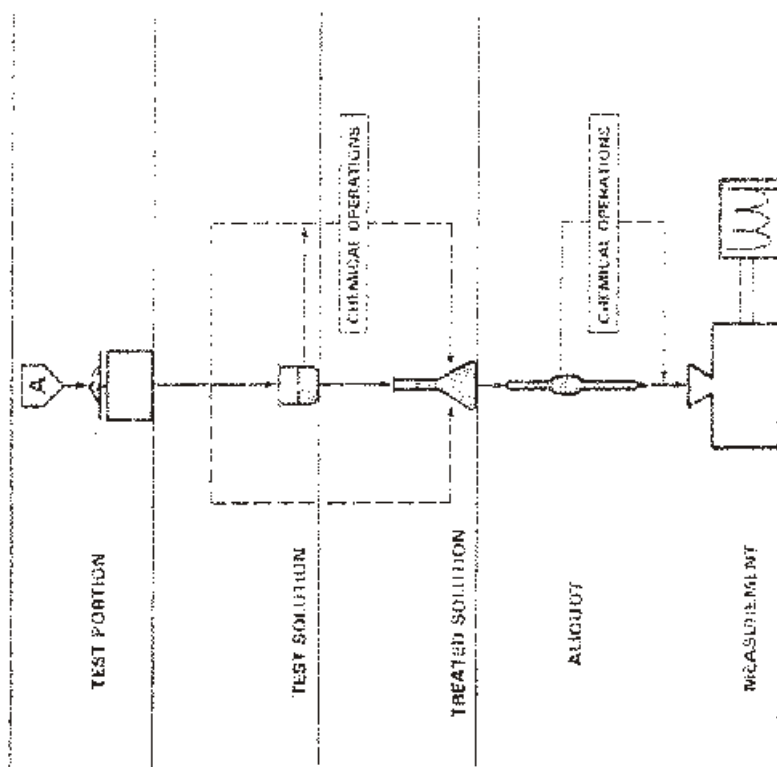 A
TEST PORTION
TEST SOLUTION
CHEMICAL OPERATIONS
TREATED SOLUTION
ALIQUOT
CHEMICAL OPERATIONS
MEASUREMENT